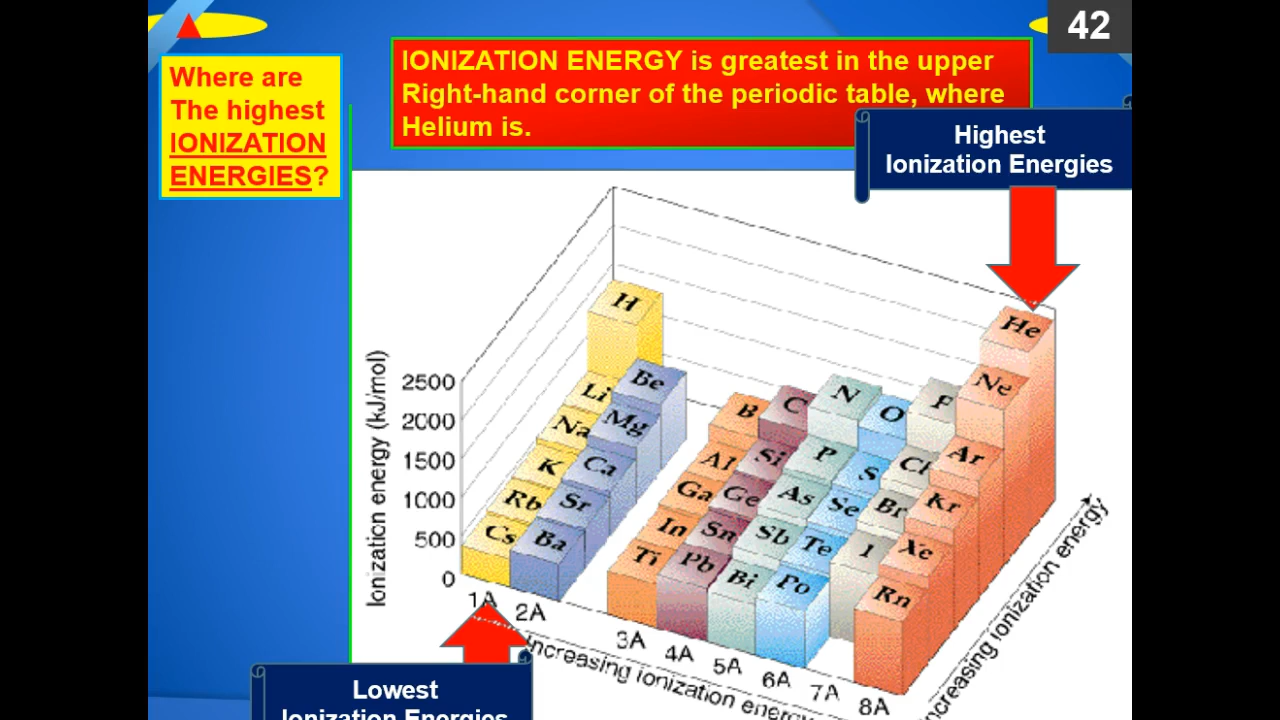 42
Where are
The highest
IONIZATION
ENERGIES?
IONIZATION ENERGY is greatest in the upper
Right-hand corner of the periodic table, where
Helium is.
Highest
Ionization Energies
Ionization energy (kJ/mol)
2500
2000
1500
1000
500
0
H
He
Li
Be
B
C
N
O
F
Ne
Na
Mg
Al
Si
P
S
Cl
Ar
K
Ca
Ga
Ge
As
Se
Br
Kr
Rb
Sr
In
Sn
Sb
Te
I
Xe
Cs
Ba
Ti
Pb
Bi
Po
Rn
1A
2A
3A
4A
5A
6A
7A
8A
Increasing ionization energy
Increasing ionization energy
Lowest
Ionization Energies